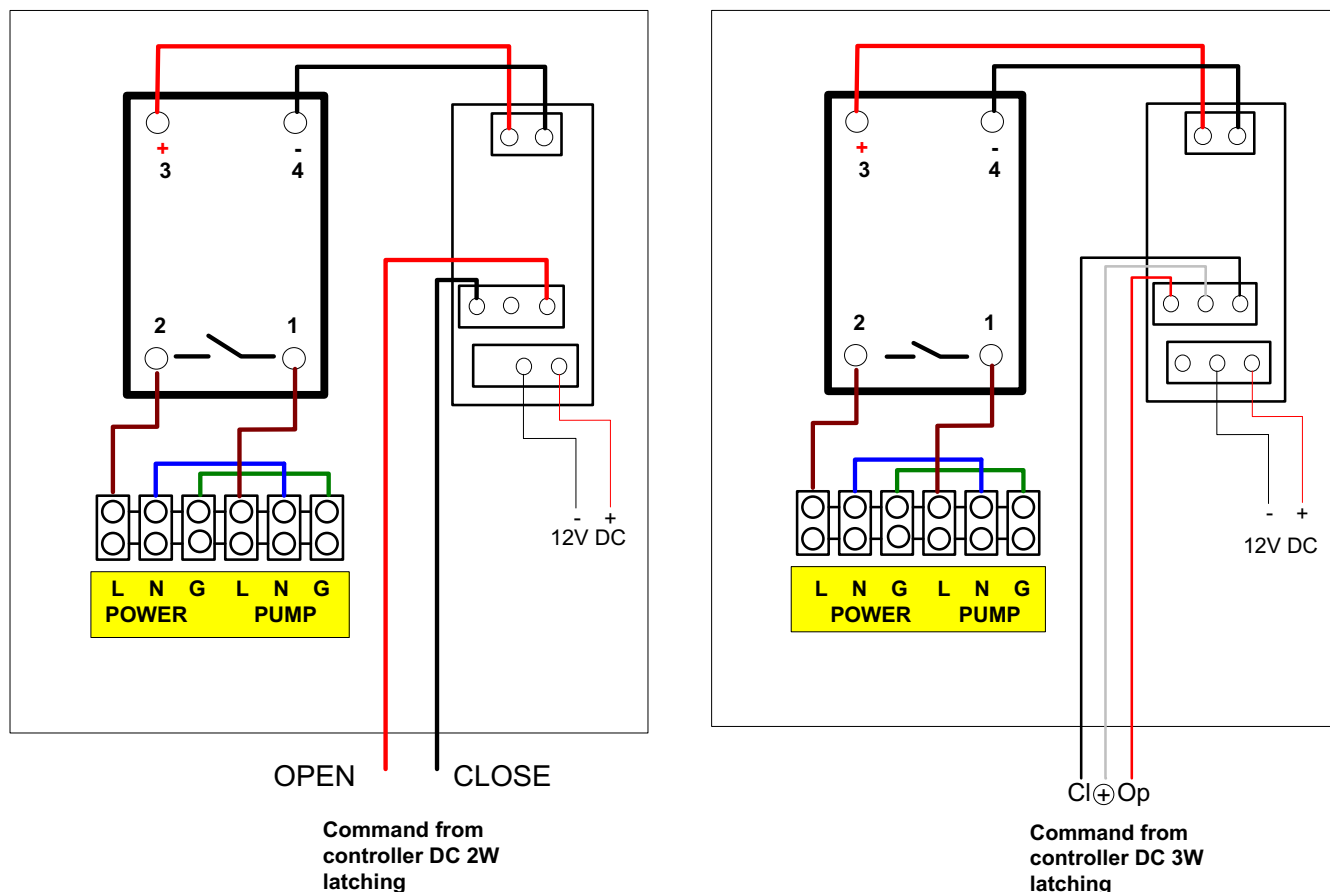 + -
3 4
2 1
L N G L N G
POWER PUMP
- +
12V DC
OPEN CLOSE
Command from
controller DC 2W
latching
+ -
3 4
2 1
L N G L N G
POWER PUMP
- +
12V DC
Cl + Op
Command from
controller DC 3W
latching